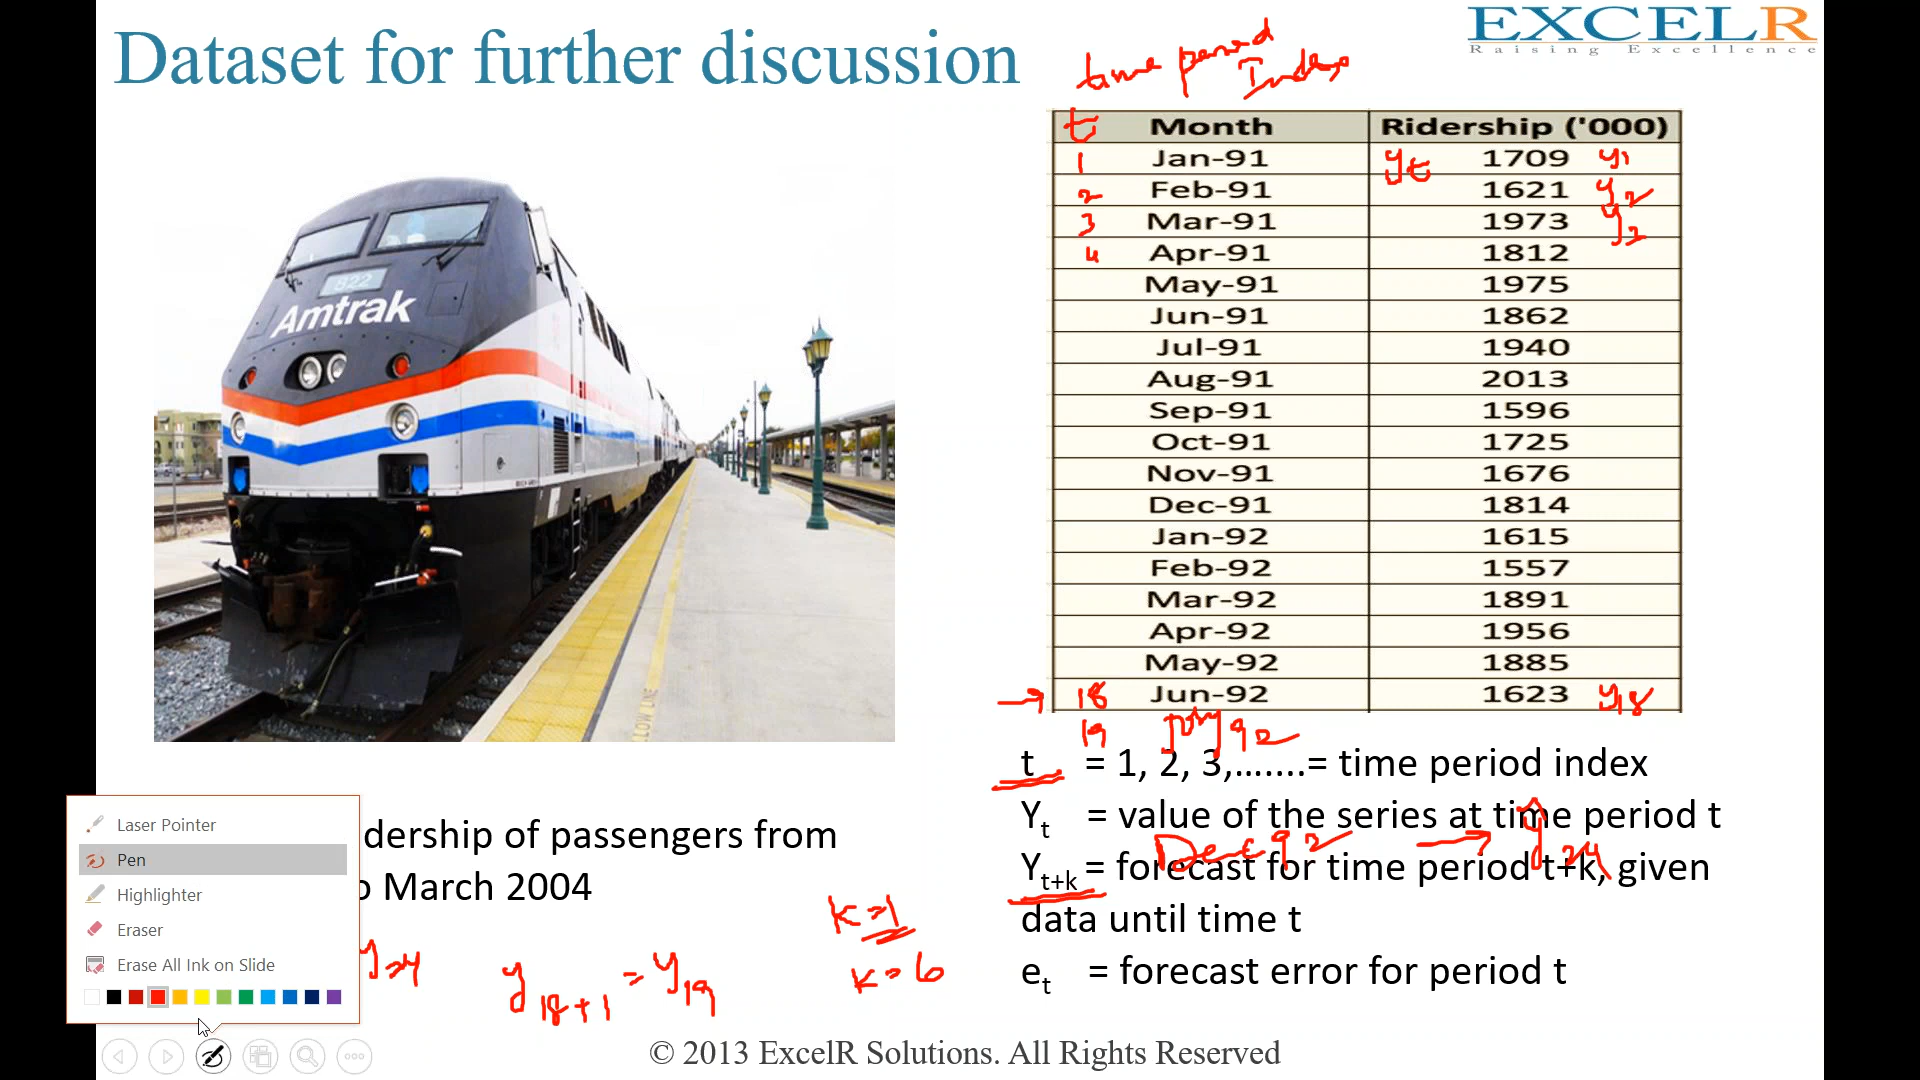 Dataset for further discussion
EXCELR
Raising Excellence
time period
Index
t Month Ridership ('000)
1 Jan-91 yt 1709 y1
2 Feb-91 1621 y2
3 Mar-91 1973 y3
4 Apr-91 1812
May-91 1975
Jun-91 1862
Jul-91 1940
Aug-91 2013
Sep-91 1596
Oct-91 1725
Nov-91 1676
Dec-91 1814
Jan-92 1615
Feb-92 1557
Mar-92 1891
Apr-92 1956
May-92 1885
→ 18 Jun-92 1623 y18
19 July 92
822
Amtrak
t = 1, 2, 3,.......= time period index
Yt = value of the series at time period t
Dec 92 → ŷ24
Yt+k = forecast for time period t+k, given
data until time t
et = forecast error for period t
dership of passengers from
March 2004
k=1
k=6
y24
y18+1 = y19
Laser Pointer
Pen
Highlighter
Eraser
Erase All Ink on Slide
© 2013 ExcelR Solutions. All Rights Reserved